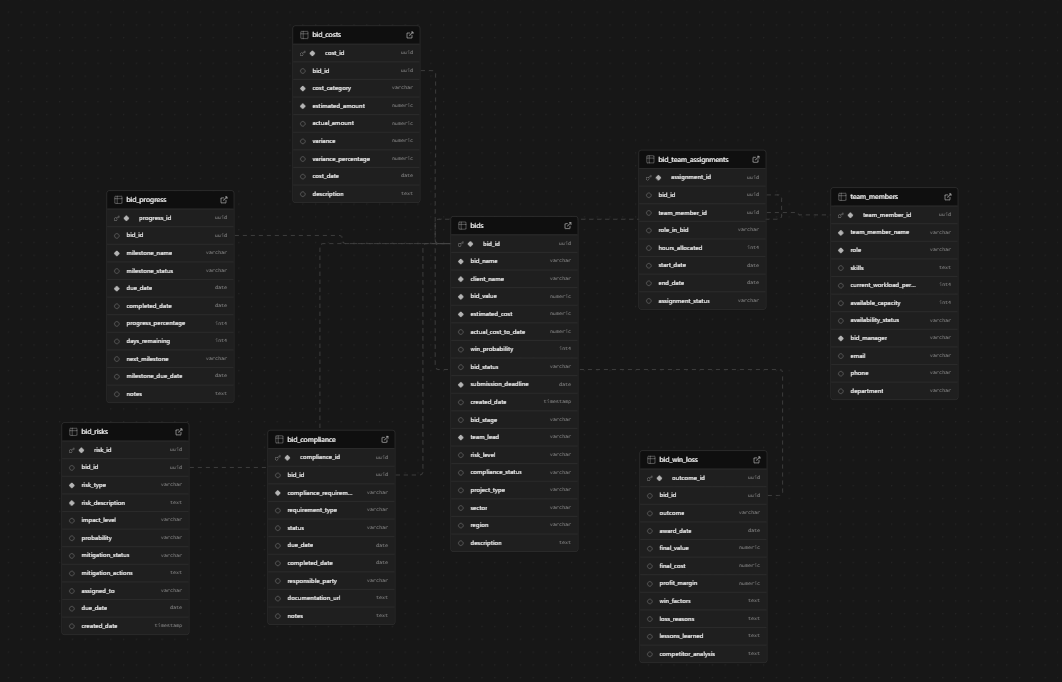 bid_costs
cost_id uuid
bid_id uuid
cost_category varchar
estimated_amount numeric
actual_amount numeric
variance numeric
variance_percentage numeric
cost_date date
description text
bid_progress
progress_id uuid
bid_id uuid
milestone_name varchar
milestone_status varchar
due_date date
completed_date date
progress_percentage int4
days_remaining int4
next_milestone varchar
milestone_due_date date
notes text
bids
bid_id uuid
bid_name varchar
client_name varchar
bid_value numeric
estimated_cost numeric
actual_cost_to_date numeric
win_probability int4
bid_status varchar
submission_deadline date
created_date timestamp
bid_stage varchar
team_lead varchar
risk_level varchar
compliance_status varchar
project_type varchar
sector varchar
region varchar
description text
bid_team_assignments
assignment_id uuid
bid_id uuid
team_member_id uuid
role_in_bid varchar
hours_allocated int4
start_date date
end_date date
assignment_status varchar
team_members
team_member_id uuid
team_member_name varchar
role varchar
skills text
current_workload_per... int4
available_capacity int4
availability_status varchar
bid_manager varchar
email varchar
phone varchar
department varchar
bid_risks
risk_id uuid
bid_id uuid
risk_type varchar
risk_description text
impact_level varchar
probability varchar
mitigation_status varchar
mitigation_actions text
assigned_to varchar
due_date date
created_date timestamp
bid_compliance
compliance_id uuid
bid_id uuid
compliance_requirem... varchar
requirement_type varchar
status varchar
due_date date
completed_date date
responsible_party varchar
documentation_url text
notes text
bid_win_loss
outcome_id uuid
bid_id uuid
outcome varchar
award_date date
final_value numeric
final_cost numeric
profit_margin numeric
win_factors text
loss_reasons text
lessons_learned text
competitor_analysis text